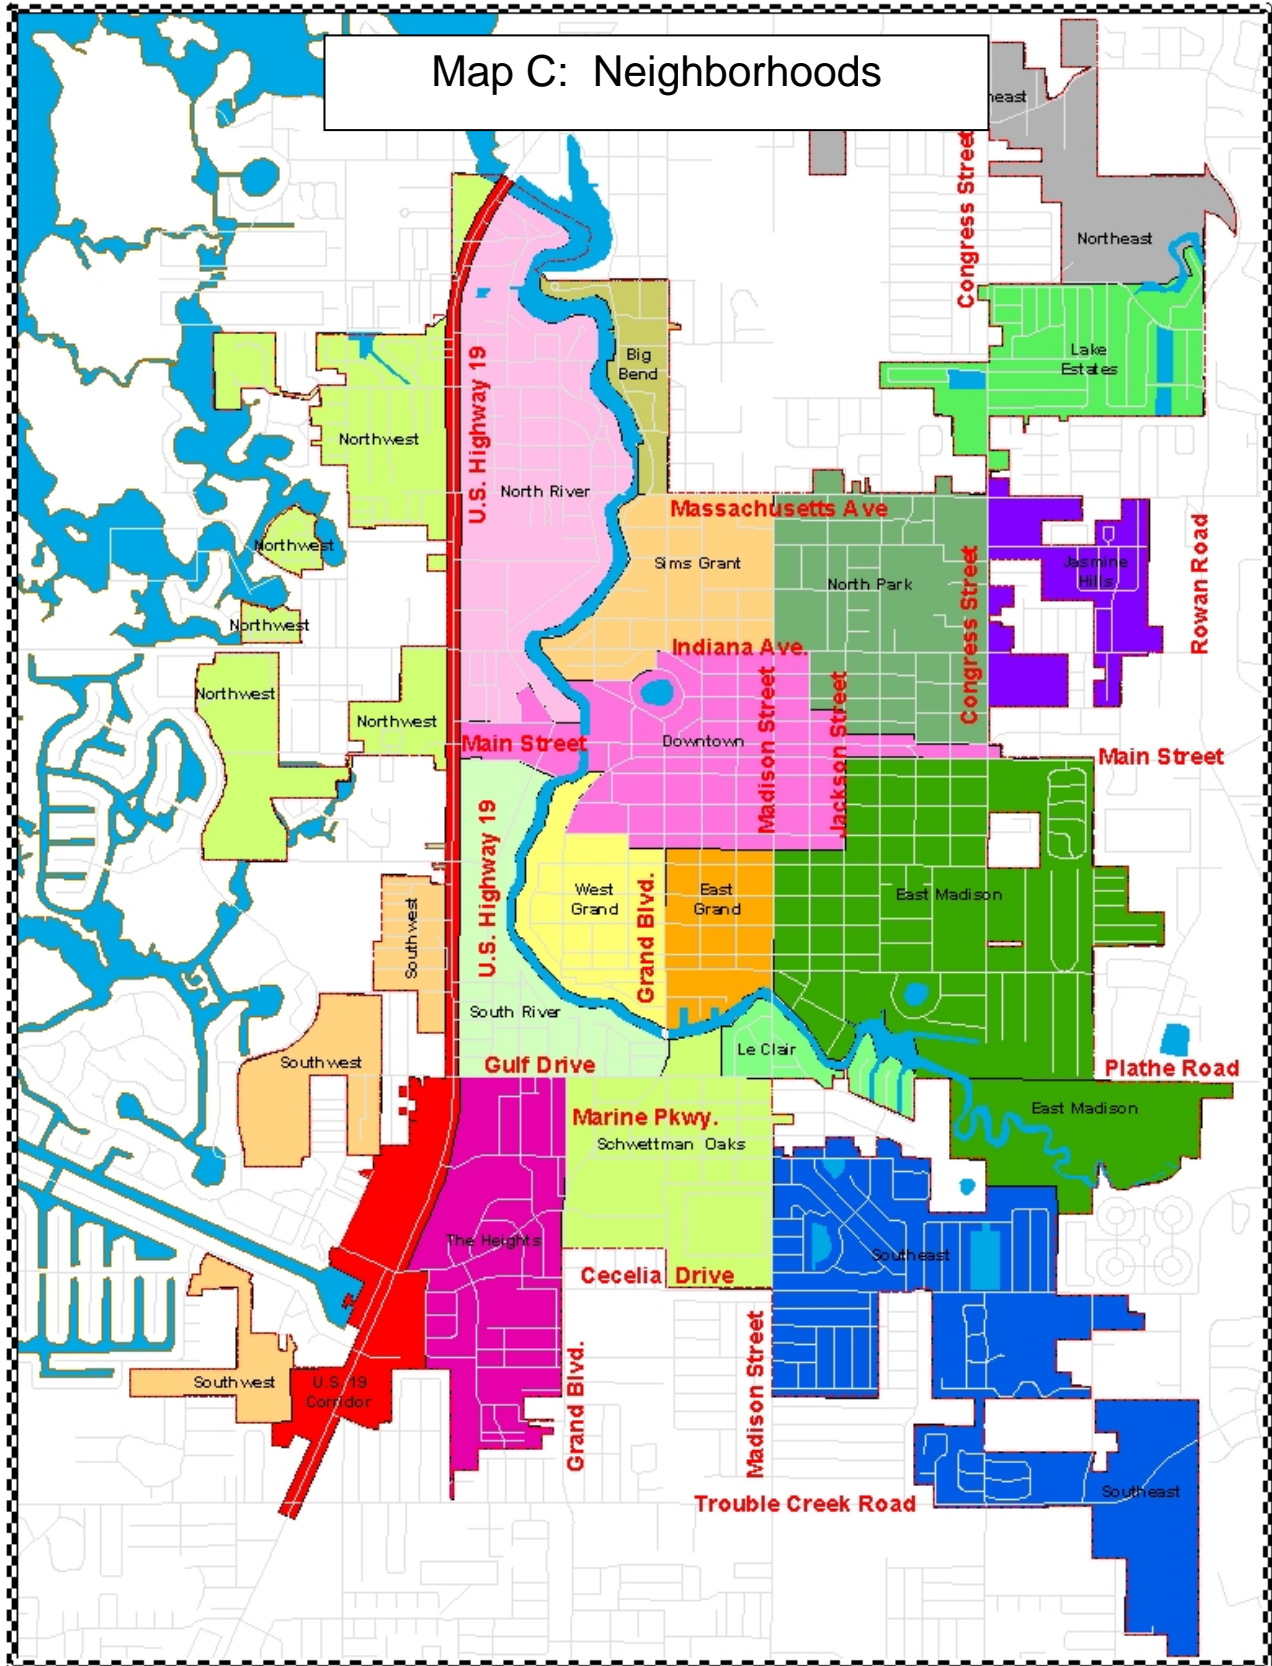 Map C:  Neighborhoods
heast
Congress Street
Northeast
Big
Bend
Lake
Estates
U.S. Highway 19
Northwest
North River
Massachusetts Ave
Northwest
Sims Grant
North Park
Jasmine
Hills
Rowan Road
Congress Street
Northwest
Indiana Ave.
Northwest
Northwest
Madison Street
Jackson Street
Main Street
Downtown
Main Street
U.S. Highway 19
West
Grand
Grand Blvd.
East
Grand
East Madison
Southwest
South River
Southwest
Gulf Drive
Le Clair
Plathe Road
Marine Pkwy.
East Madison
Schwettman Oaks
The Heights
Southeast
Cecelia Drive
Southwest
U.S. 19
Corridor
Grand Blvd.
Madison Street
Trouble Creek Road
Southeast